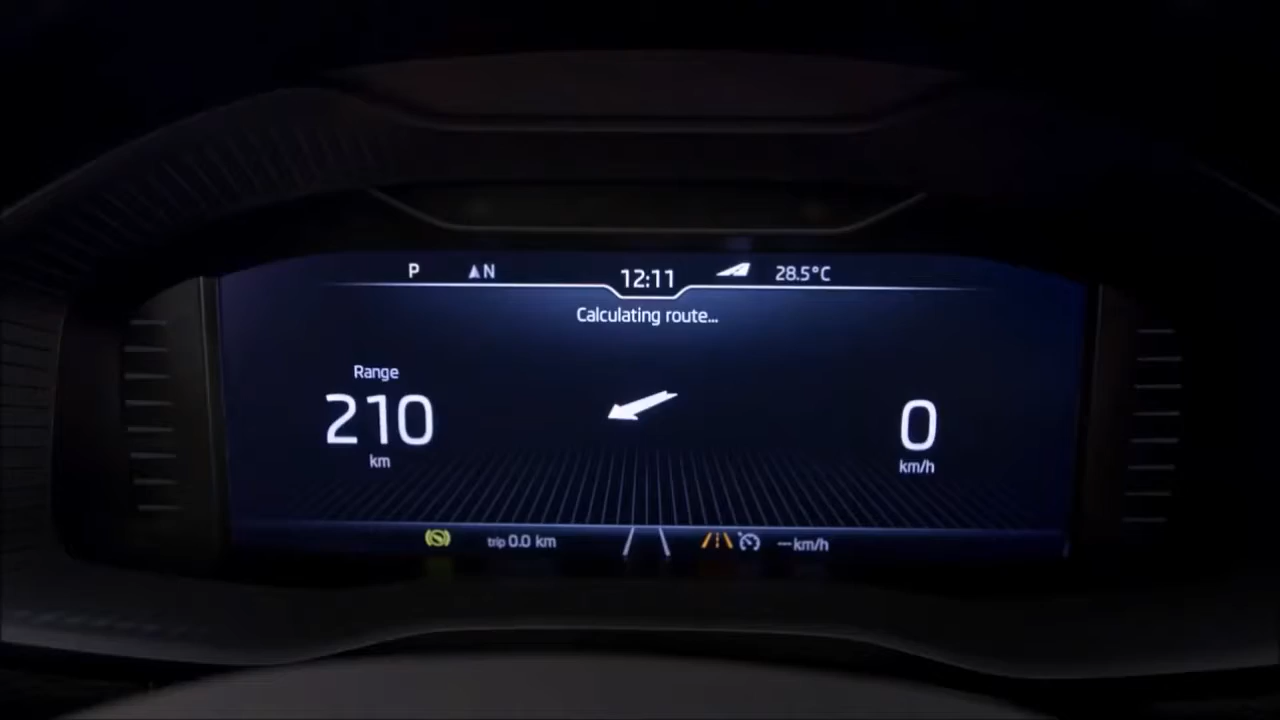 P N 12:11 28.5°C
Calculating route...
Range
210
km
0
km/h
trip 0.0 km --km/h